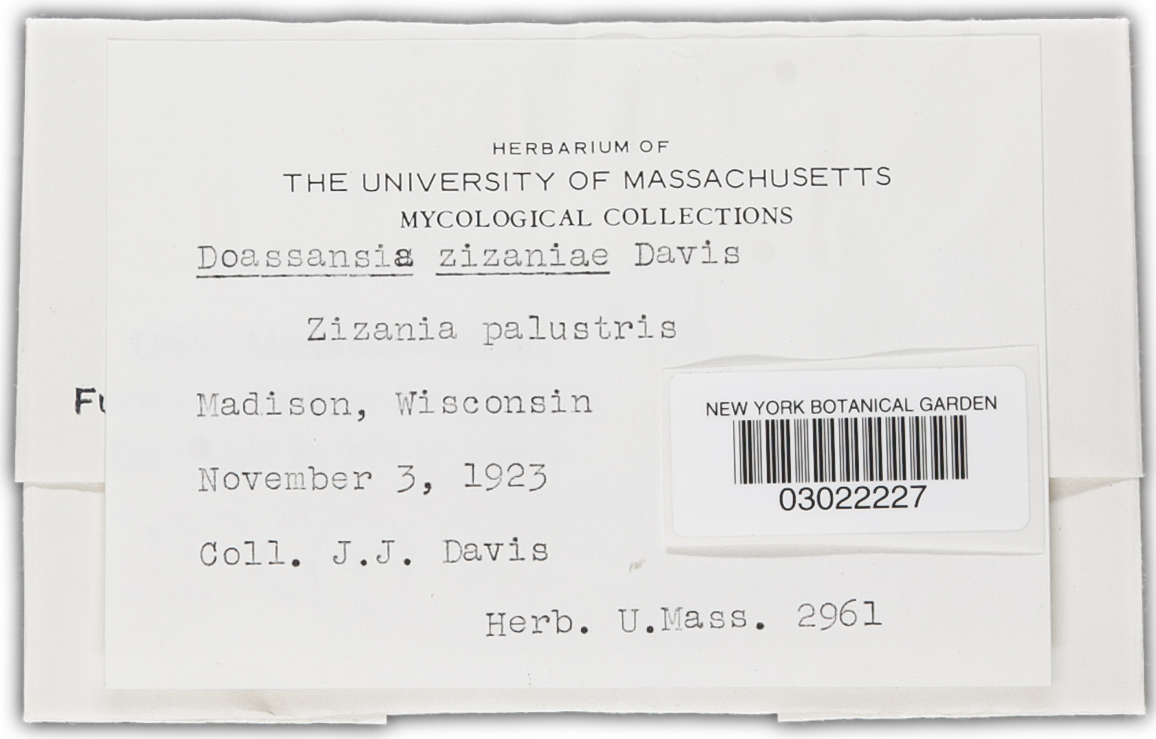 HERBARIUM OF
THE UNIVERSITY OF MASSACHUSETTS
MYCOLOGICAL COLLECTIONS
Doassansia zizaniae Davis
Zizania palustris
Madison, Wisconsin
November 3, 1923
Coll. J.J. Davis
Herb. U.Mass. 2961
NEW YORK BOTANICAL GARDEN
03022227